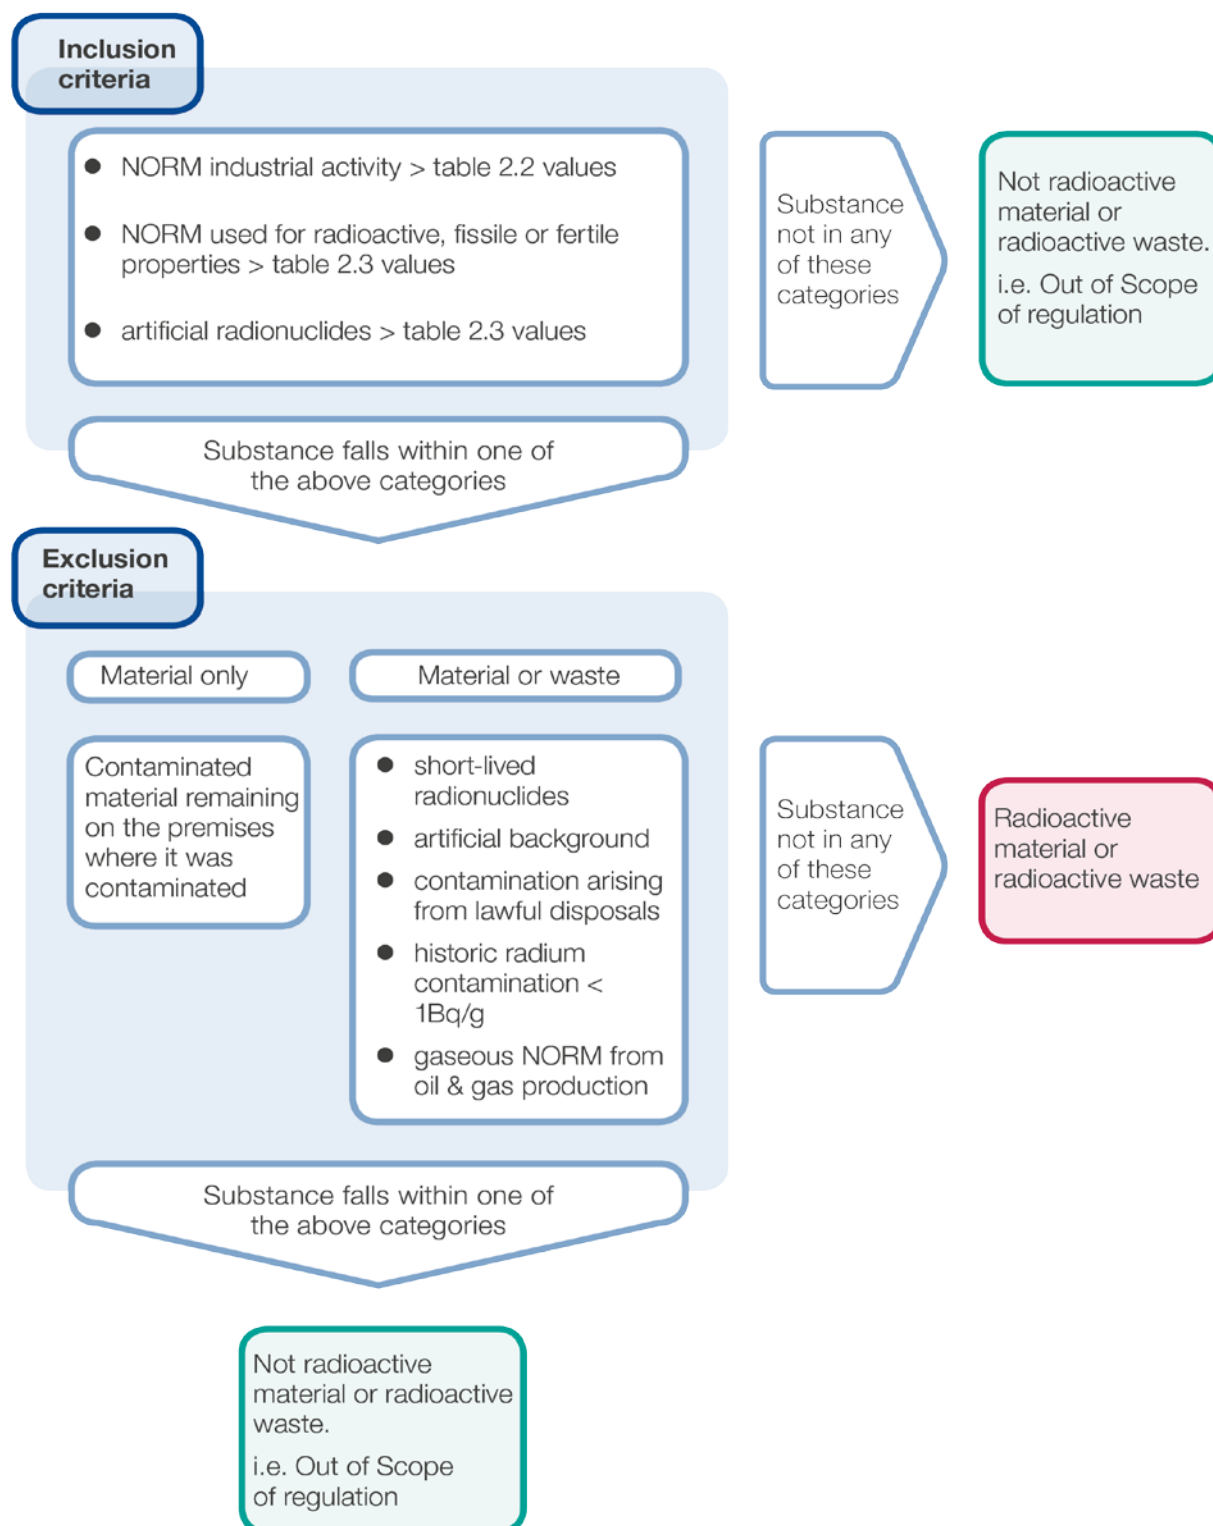 Inclusion
criteria
● NORM industrial activity > table 2.2 values
● NORM used for radioactive, fissile or fertile
properties > table 2.3 values
● artificial radionuclides > table 2.3 values
Substance
not in any
of these
categories
Not radioactive
material or
radioactive waste.
i.e. Out of Scope
of regulation
Substance falls within one of
the above categories
Exclusion
criteria
Material only
Material or waste
Contaminated
material remaining
on the premises
where it was
contaminated
● short-lived
radionuclides
● artificial background
● contamination arising
from lawful disposals
● historic radium
contamination <
1Bq/g
● gaseous NORM from
oil & gas production
Substance
not in any
of these
categories
Radioactive
material or
radioactive waste
Substance falls within one of
the above categories
Not radioactive
material or radioactive
waste.
i.e. Out of Scope
of regulation